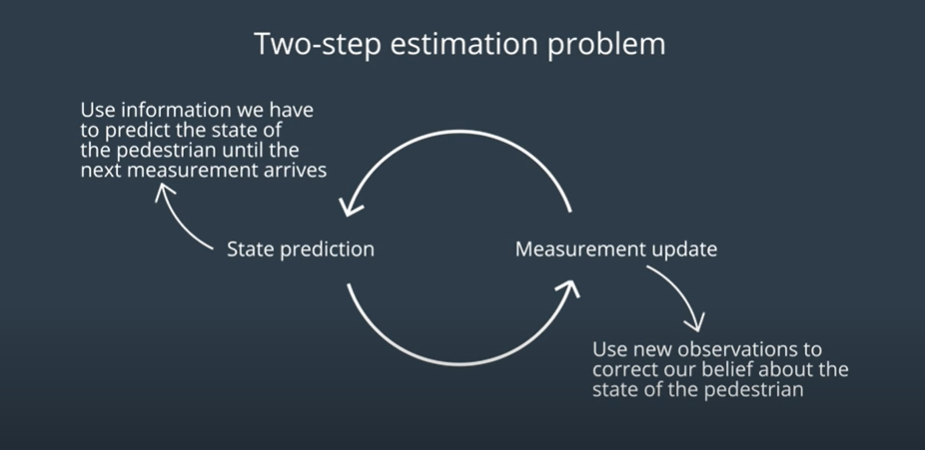 Two-step estimation problem
Use information we have
to predict the state of
the pedestrian until the
next measurement arrives
State prediction
Measurement update
Use new observations to
correct our belief about the
state of the pedestrian